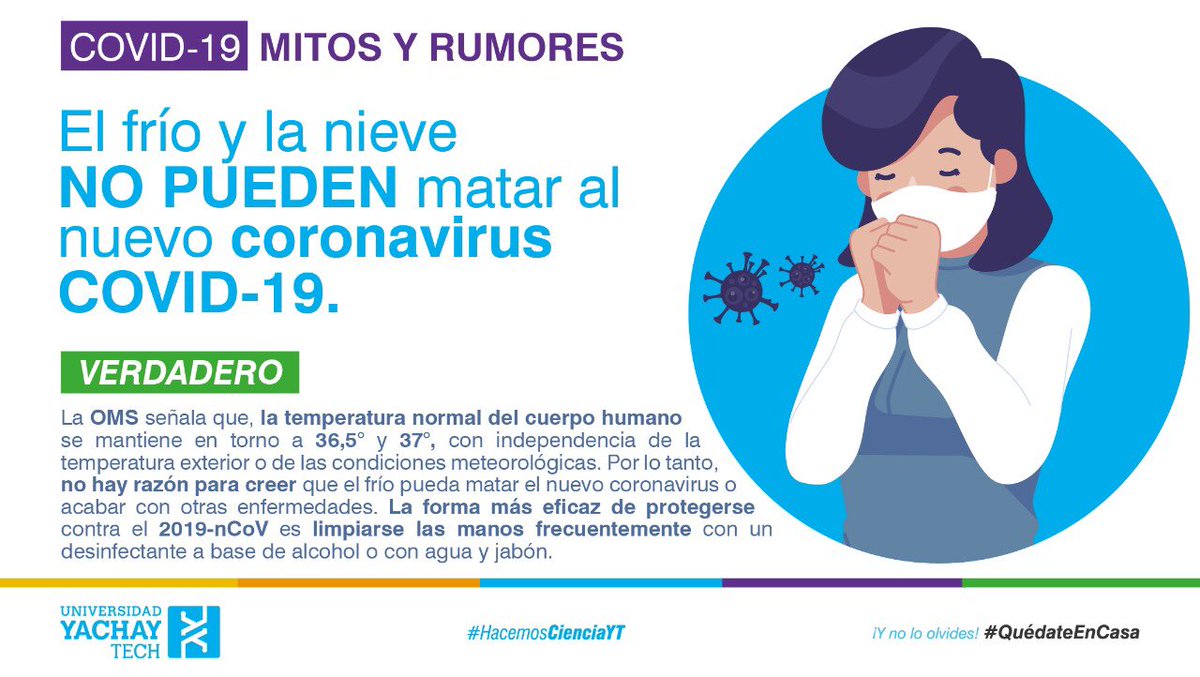 COVID-19 MITOS Y RUMORES
El frío y la nieve
NO PUEDEN matar al
nuevo coronavirus
COVID-19.
VERDADERO
La OMS señala que, la temperatura normal del cuerpo humano
se mantiene en torno a 36,5° y 37°, con independencia de la
temperatura exterior o de las condiciones meteorológicas. Por lo tanto,
no hay razón para creer que el frío pueda matar el nuevo coronavirus o
acabar con otras enfermedades. La forma más eficaz de protegerse
contra el 2019-nCoV es limpiarse las manos frecuentemente con un
desinfectante a base de alcohol o con agua y jabón.
UNIVERSIDAD
YACHAY
TECH
#HacemosCienciaYT
¡Y no lo olvides! #QuédateEnCasa